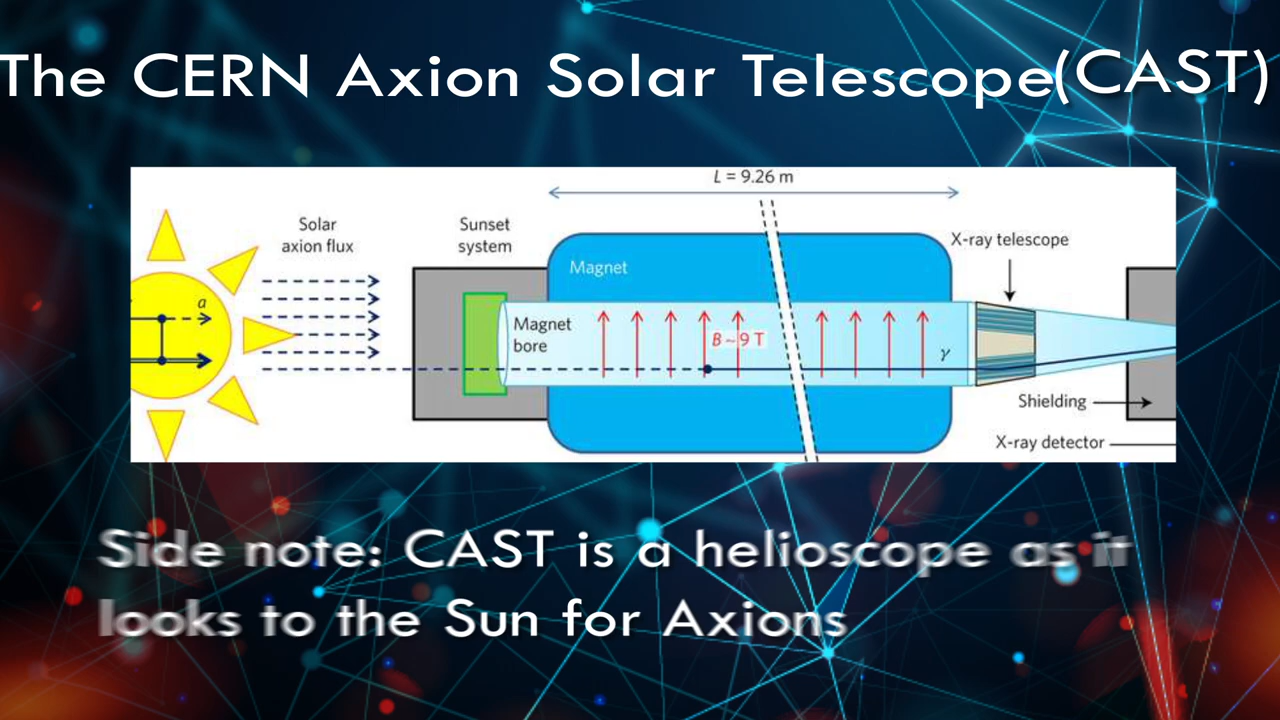 The CERN Axion Solar Telescope(CAST)
L = 9.26 m
Solar
axion flux
Sunset
system
X-ray telescope
Magnet
a
Magnet
bore
B ~ 9 T
γ
Shielding
X-ray detector
Side note: CAST is a helioscope as it
looks to the Sun for Axions